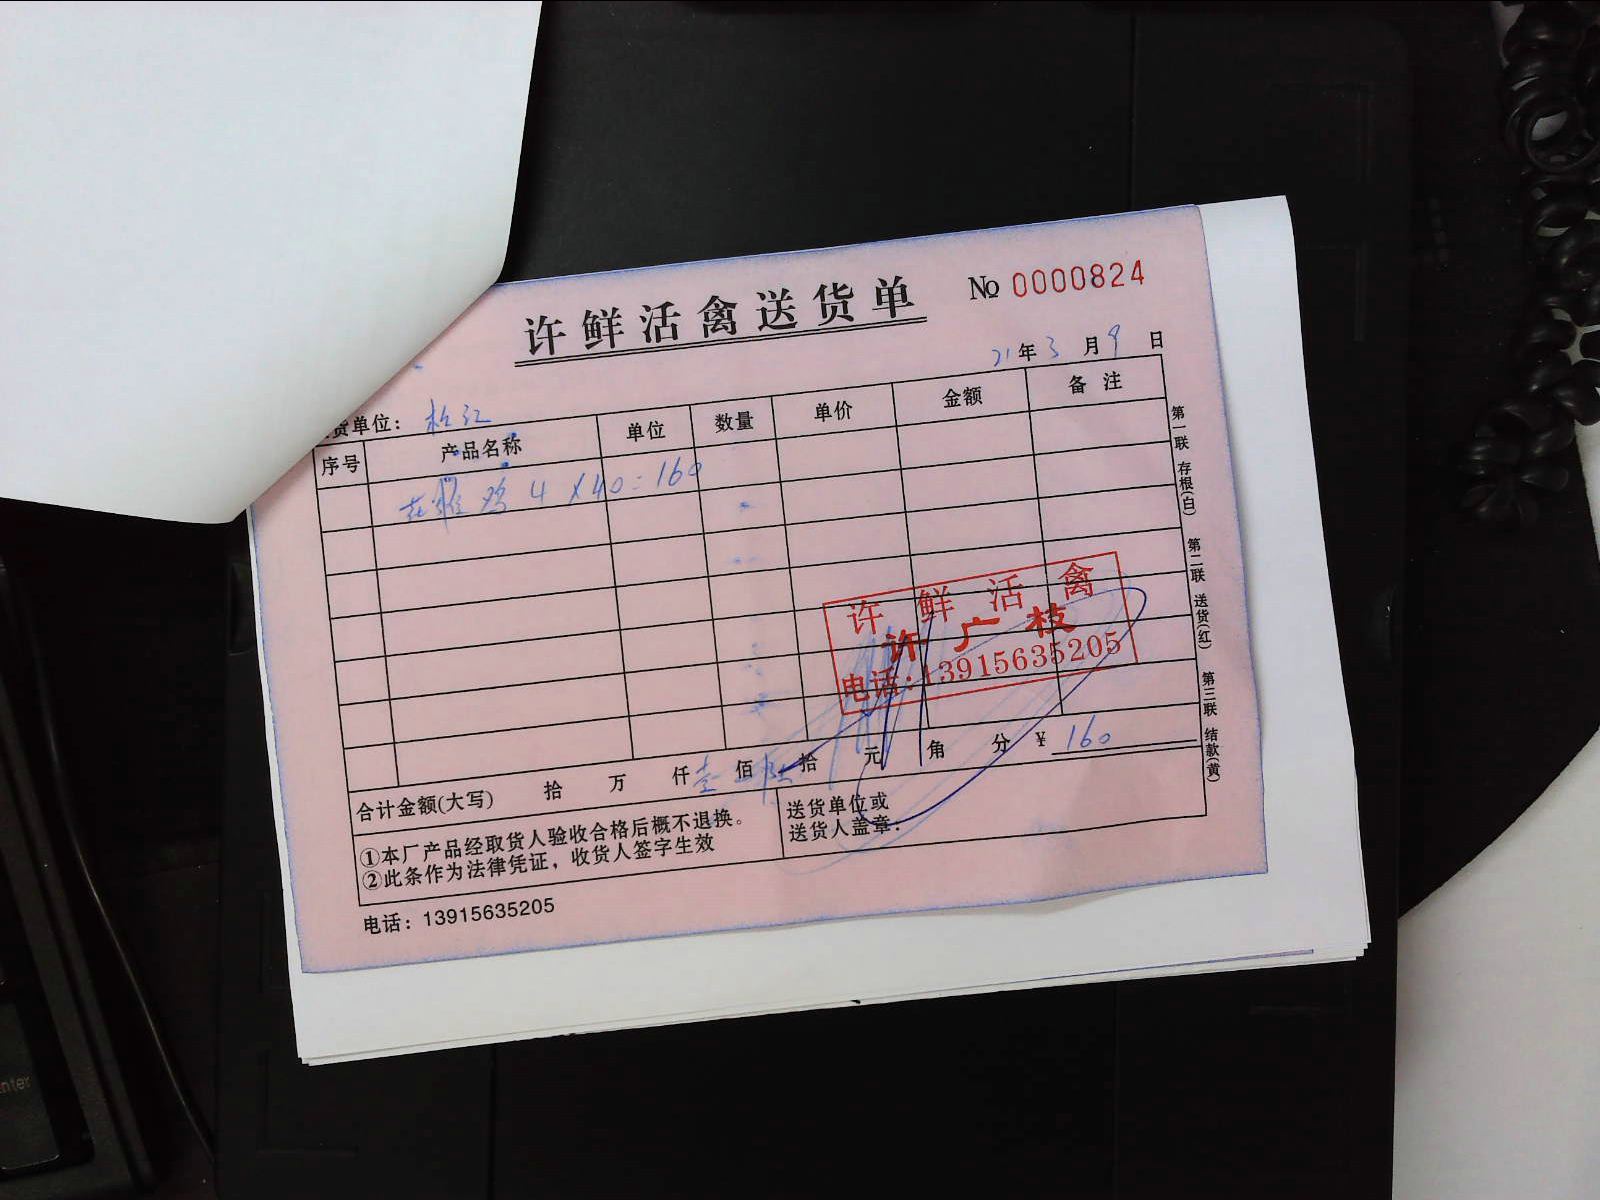 许鲜活禽送货单 No 0000824
21年3月9日
货单位： 松江
序号 产品名称 单位 数量 单价 金额 备注
鸡 4 X40=160
许鲜活禽
许广枝
电话：13915635205
合计金额(大写) 拾 万 仟 壹 佰 陆 拾 元 角 分 ¥ 160
①本厂产品经取货人验收合格后概不退换。
②此条作为法律凭证，收货人签字生效
送货单位或
送货人盖章：
电话：13915635205
第一联 存根(白) 第二联 送货(红) 第三联 结款(黄)